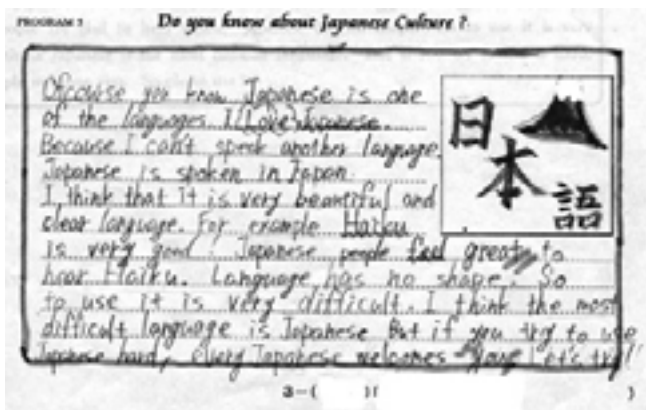 PROGRAM 2 Do you know about Japanese Culture?
Ofcourse you know Japanese is one
of the languages. I (Love) Japanese.
Because I can't speak another language.
Japanese is spoken in Japan.
I think that it is very beautiful and
clear language. For example Haiku
is very good! Japanese people feel great to
hear Haiku. Language has no shape. So
to use it is very difficult. I think the most
difficult language is Japanese But if you try to use
Japanese hard, every Japanese welcomes you! Let's try!!
日本語
3-( )( )